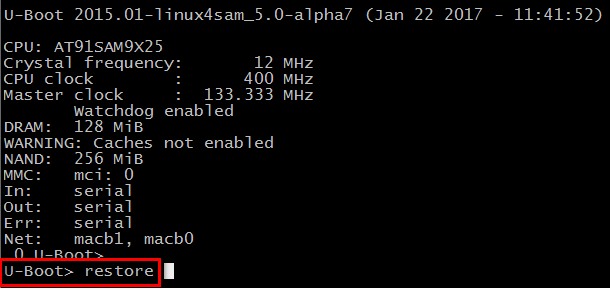 U-Boot 2015.01-linux4sam_5.0-alpha7 (Jan 22 2017 - 11:41:52)
CPU: AT91SAM9X25
Crystal frequency:       12 MHz
CPU clock        :      400 MHz
Master clock     :  133.333 MHz
       Watchdog enabled
DRAM:  128 MiB
WARNING: Caches not enabled
NAND:  256 MiB
MMC:   mci: 0
In:    serial
Out:   serial
Err:   serial
Net:   macb1, macb0
 0 U-Boot>
U-Boot> restore